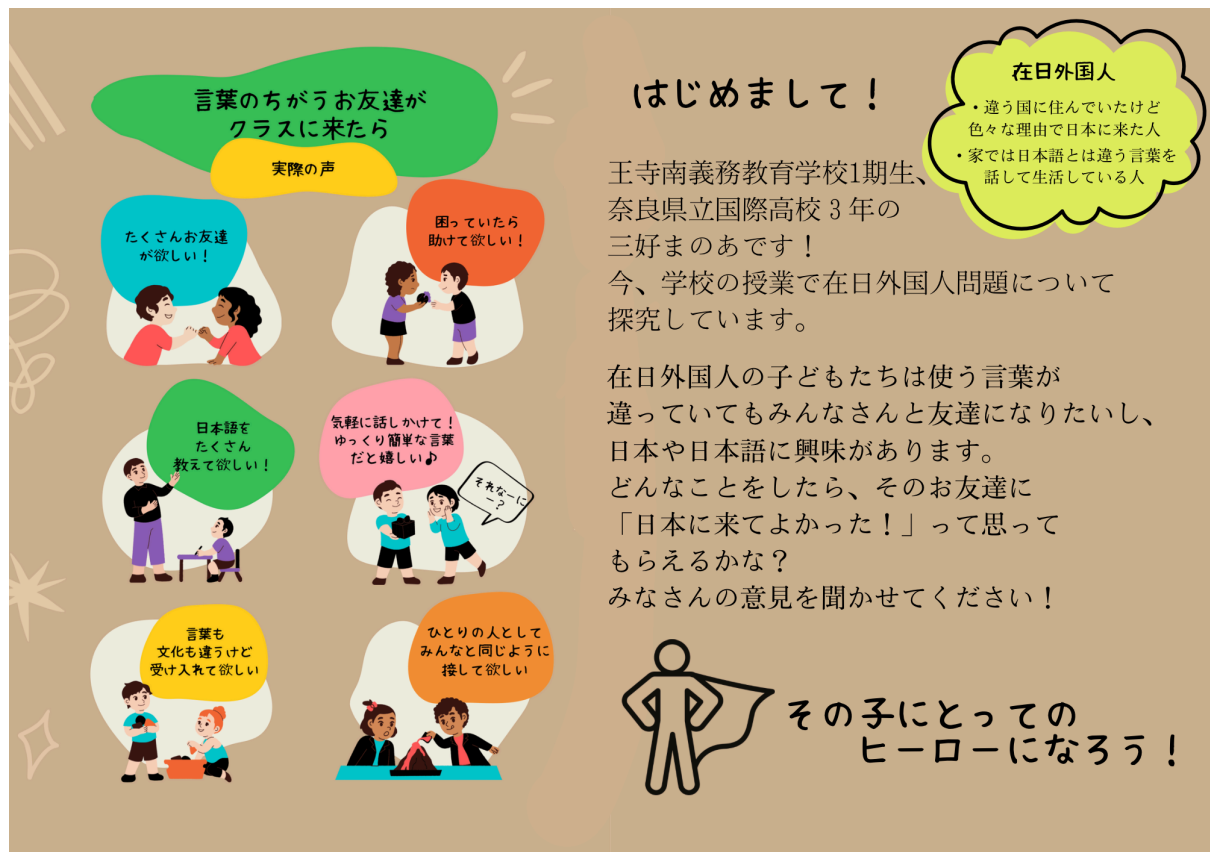 言葉のちがうお友達が
クラスに来たら
実際の声
たくさんお友達
が欲しい！
困っていたら
助けて欲しい！
日本語を
たくさん
教えて欲しい！
気軽に話しかけて！
ゆっくり簡単な言葉
だと嬉しい♪
それなーに
ー？
言葉も
文化も違うけど
受け入れて欲しい
ひとりの人として
みんなと同じように
接して欲しい
はじめまして！
在日外国人
・違う国に住んでいたけど
色々な理由で日本に来た人
・家では日本語とは違う言葉を
話して生活している人
王寺南義務教育学校1期生、
奈良県立国際高校３年の
三好まのあです！
今、学校の授業で在日外国人問題について
探究しています。
在日外国人の子どもたちは使う言葉が
違っていてもみんなさんと友達になりたいし、
日本や日本語に興味があります。
どんなことをしたら、そのお友達に
「日本に来てよかった！」って思って
もらえるかな？
みなさんの意見を聞かせてください！
その子にとっての
ヒーローになろう！